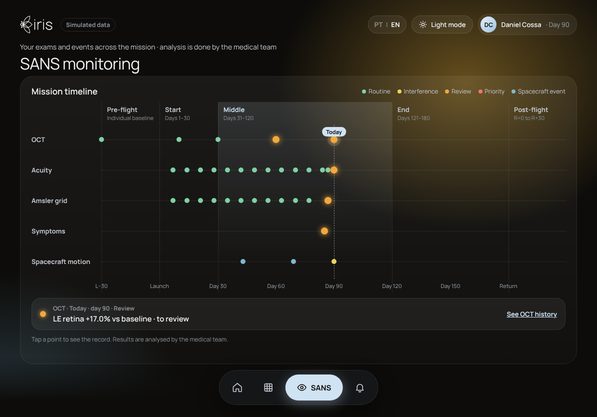 iris
Simulated data
PT | EN
Light mode
DC
Daniel Cossa · Day 90
Your exams and events across the mission · analysis is done by the medical team
SANS monitoring
Mission timeline
Routine
Interference
Review
Priority
Spacecraft event
Pre-flight
Individual baseline
Start
Days 1–30
Middle
Days 31–120
End
Days 121–180
Post-flight
R+0 to R+30
Today
OCT
Acuity
Amsler grid
Symptoms
Spacecraft motion
L-30
Launch
Day 30
Day 60
Day 90
Day 120
Day 150
Return
OCT · Today · day 90 · Review
LE retina +17.0% vs baseline · to review
See OCT history
Tap a point to see the record. Results are analysed by the medical team.
SANS